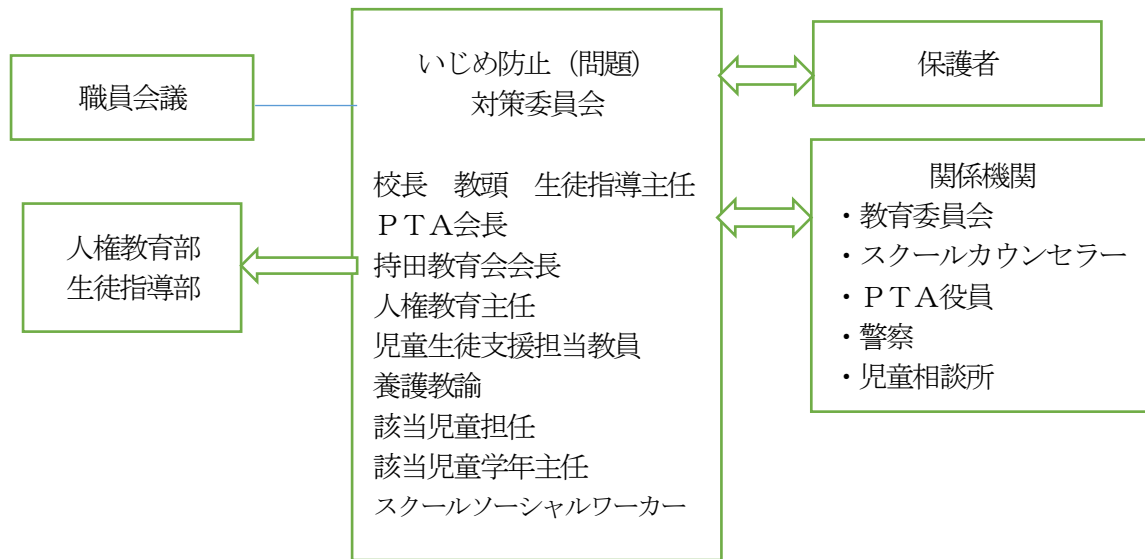 職員会議
人権教育部
生徒指導部
いじめ防止（問題）
対策委員会
校長　教頭　生徒指導主任
ＰＴＡ会長
持田教育会会長
人権教育主任
児童生徒支援担当教員
養護教諭
該当児童担任
該当児童学年主任
スクールソーシャルワーカー
保護者
関係機関
・教育委員会
・スクールカウンセラー
・ＰＴＡ役員
・警察
・児童相談所